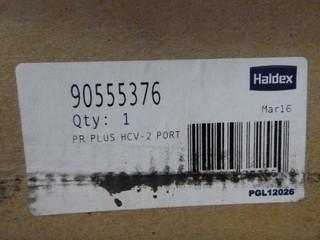 Haldex
90555376
Mar16
Qty: 1
PR PLUS HCV-2 PORT
PGL12026